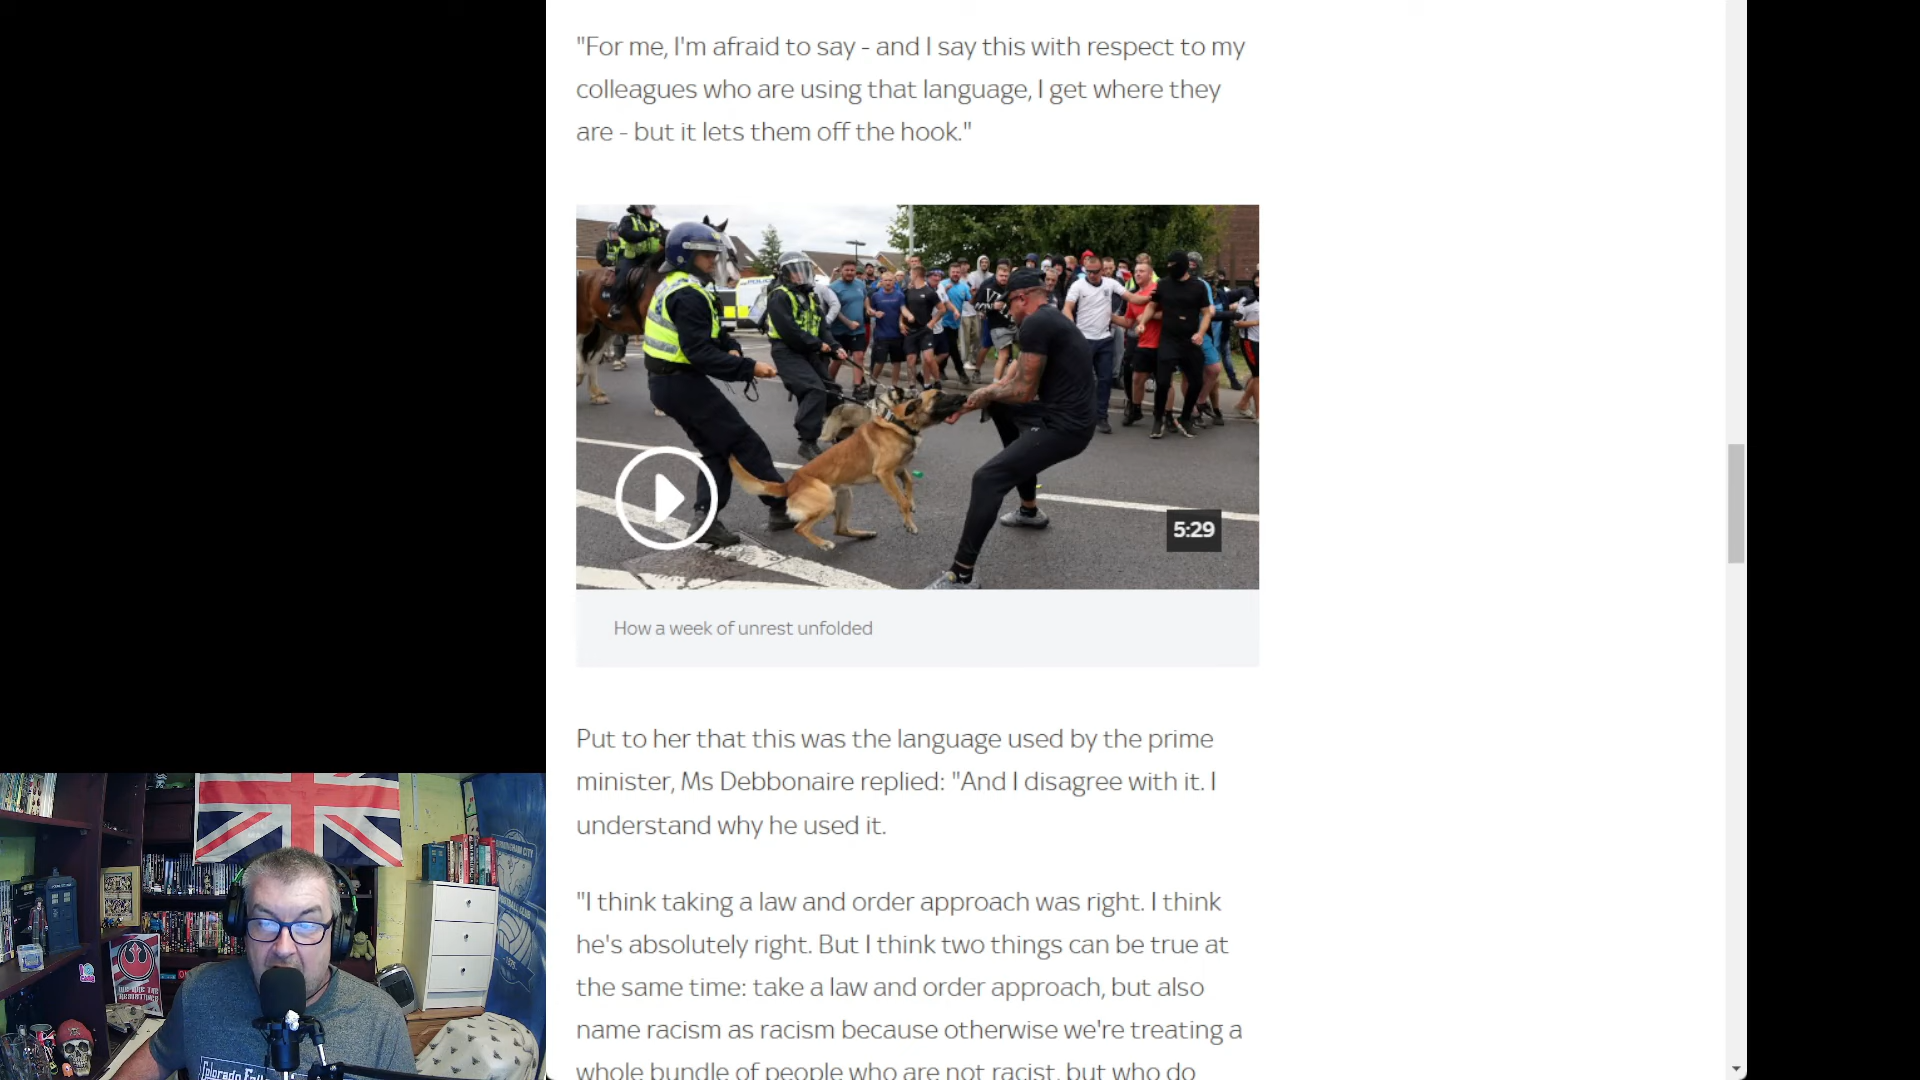 "For me, I'm afraid to say - and I say this with respect to my
colleagues who are using that language, I get where they
are - but it lets them off the hook."
5:29
How a week of unrest unfolded
Put to her that this was the language used by the prime
minister, Ms Debbonaire replied: "And I disagree with it. I
understand why he used it.
"I think taking a law and order approach was right. I think
he's absolutely right. But I think two things can be true at
the same time: take a law and order approach, but also
name racism as racism because otherwise we're treating a
whole bundle of people who are not racist, but who do
BIRMINGHAM CITY
FOOTBALL CLUB
Colorado